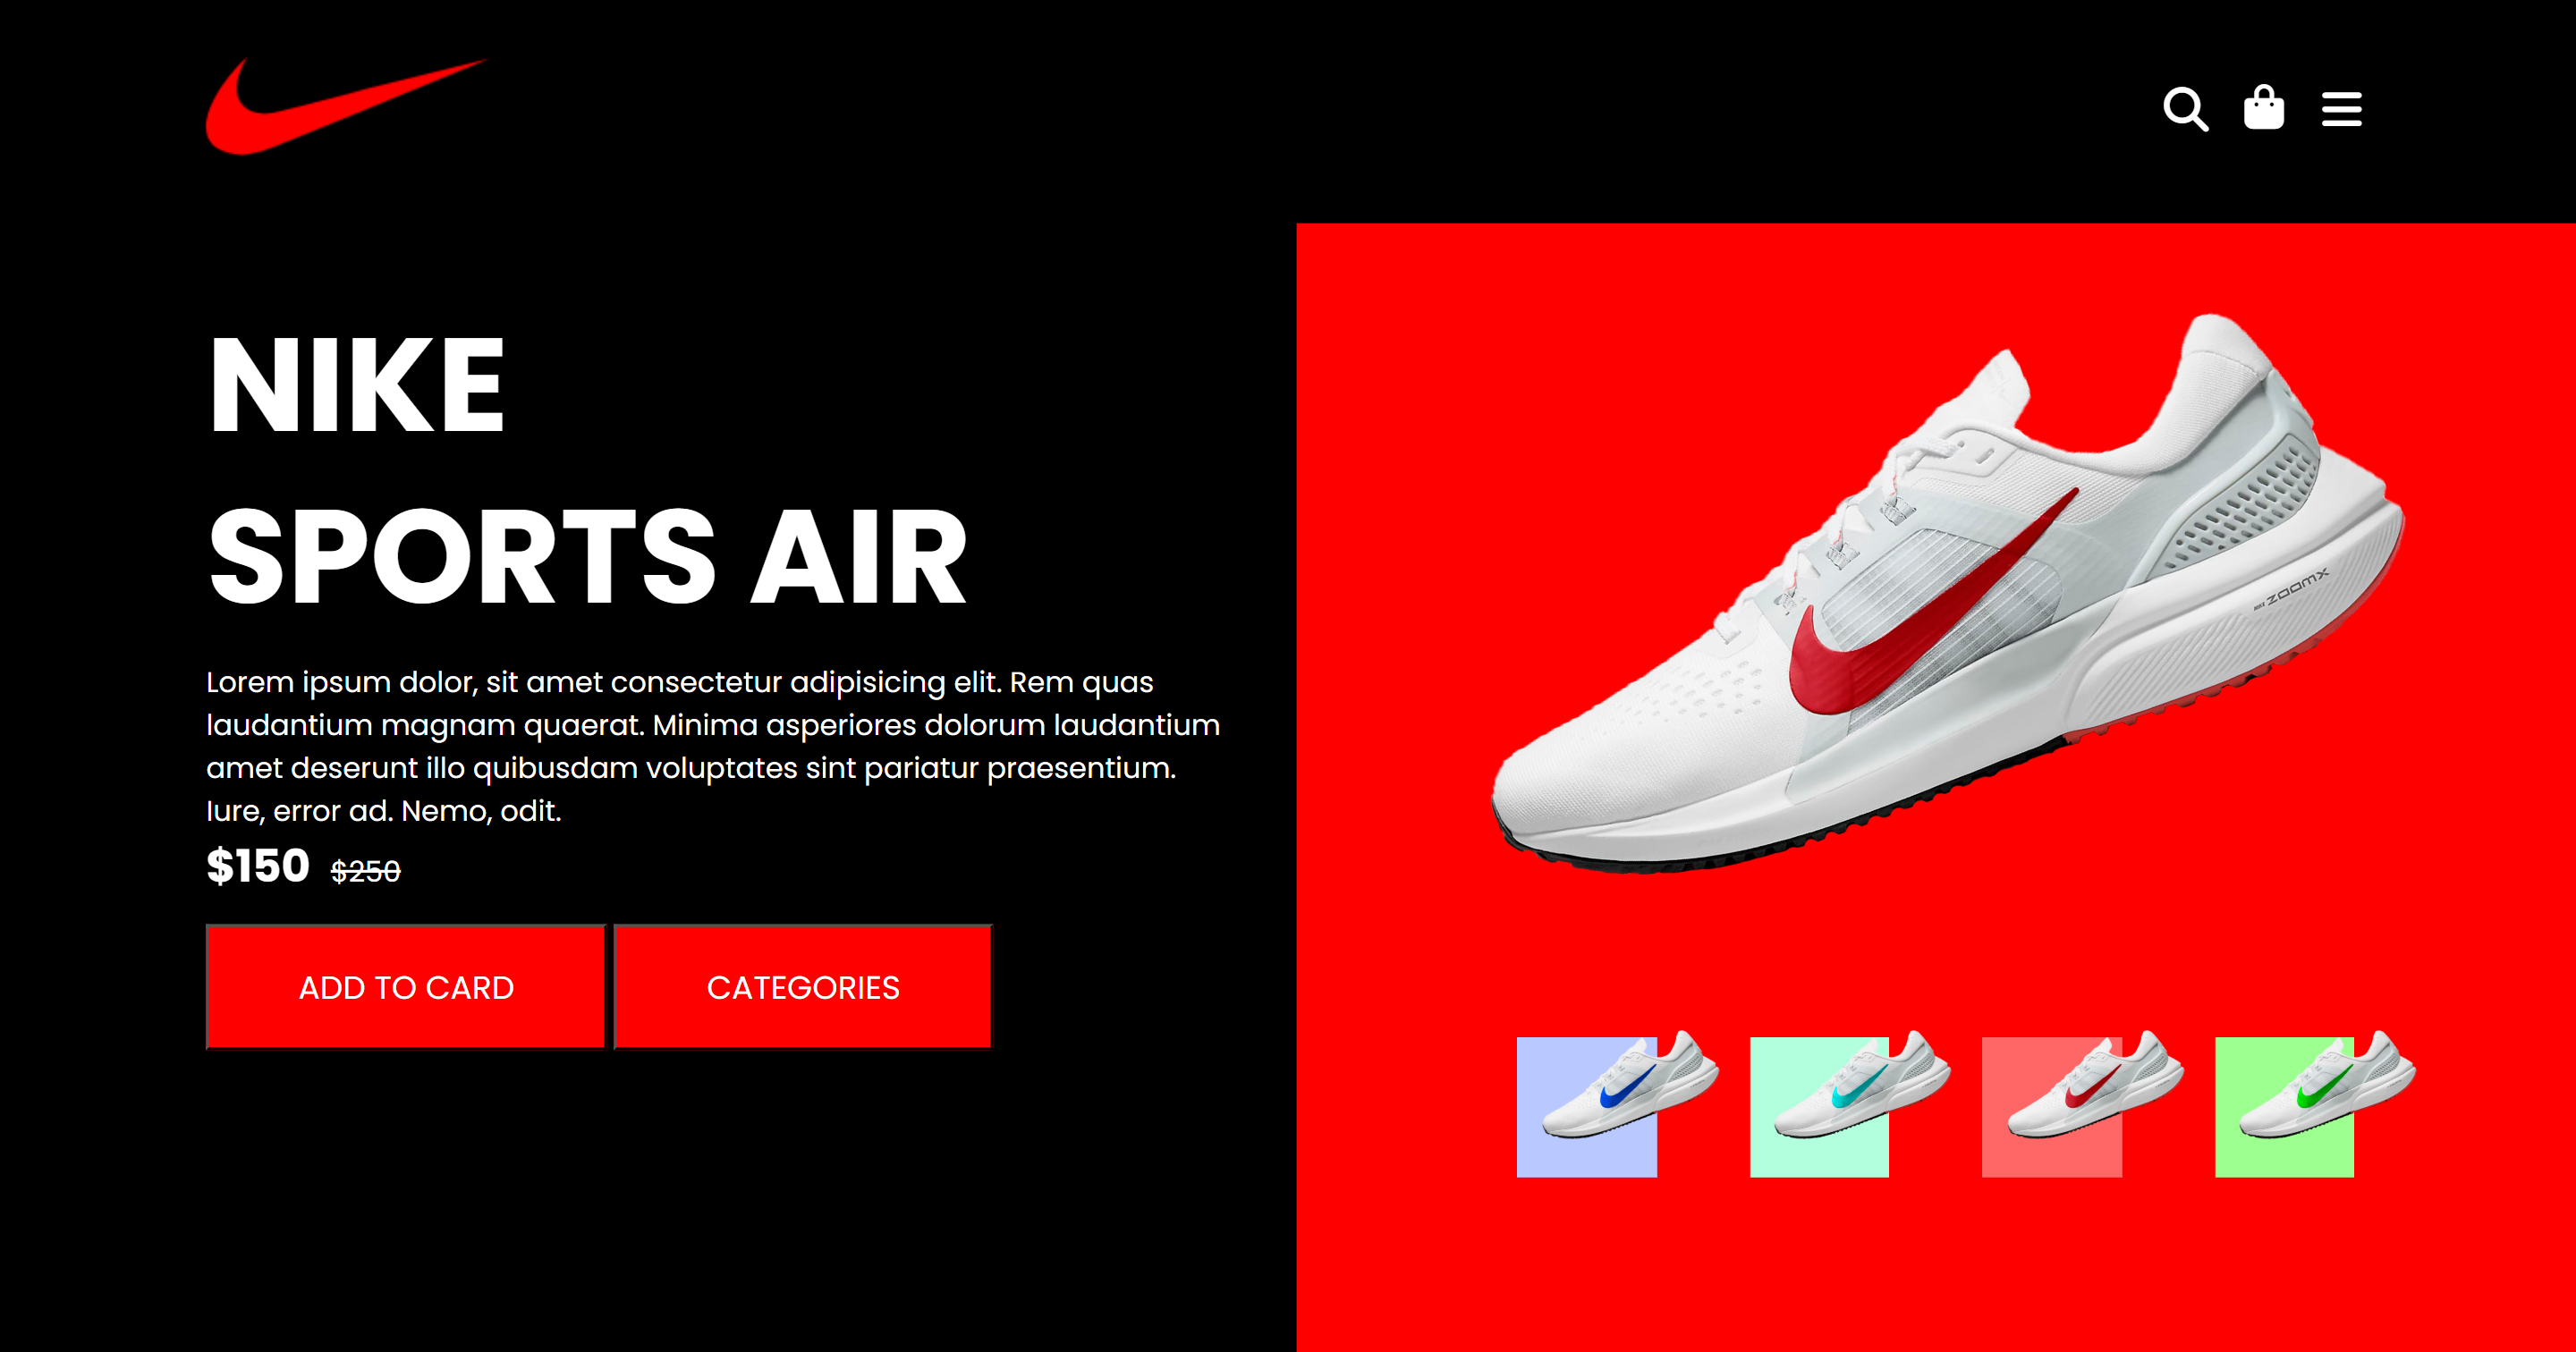 NIKE
SPORTS AIR
Lorem ipsum dolor, sit amet consectetur adipisicing elit. Rem quas
laudantium magnam quaerat. Minima asperiores dolorum laudantium
amet deserunt illo quibusdam voluptates sint pariatur praesentium.
Iure, error ad. Nemo, odit.
$150 $250
ADD TO CARD CATEGORIES
NIKE ZOOMX